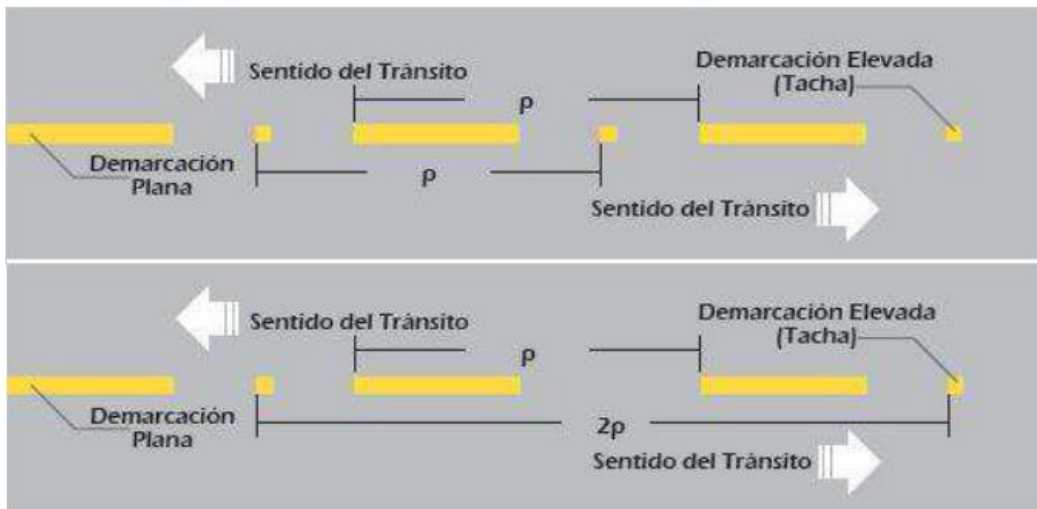 Sentido del Tránsito
Demarcación Elevada
(Tacha)
ρ
Demarcación
Plana
ρ
Sentido del Tránsito
Sentido del Tránsito
Demarcación Elevada
(Tacha)
ρ
Demarcación
Plana
2ρ
Sentido del Tránsito